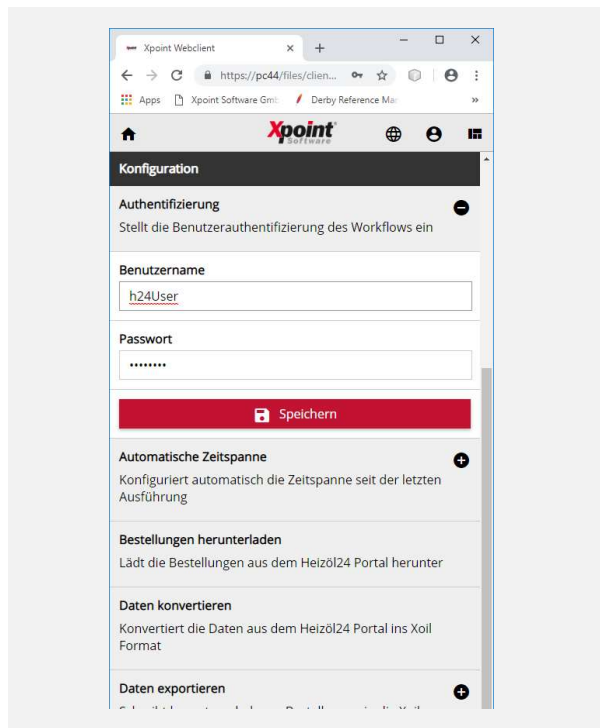 Xpoint Webclient
https://pc44/files/clien...
Apps Xpoint Software Gm Derby Reference Ma
Xpoint
Software
Konfiguration
Authentifizierung
Stellt die Benutzerauthentifizierung des Workflows ein
Benutzername
h24User
Passwort
••••••••
Speichern
Automatische Zeitspanne
Konfiguriert automatisch die Zeitspanne seit der letzten
Ausführung
Bestellungen herunterladen
Lädt die Bestellungen aus dem Heizöl24 Portal herunter
Daten konvertieren
Konvertiert die Daten aus dem Heizöl24 Portal ins Xoil
Format
Daten exportieren